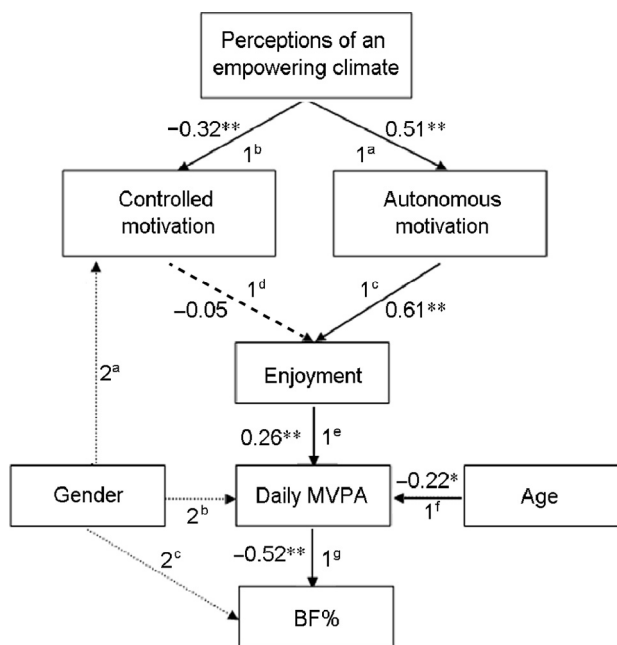 Perceptions of an
empowering climate
−0.32**
0.51**
1ᵇ
1ᵃ
Controlled
motivation
Autonomous
motivation
1ᵈ
1ᶜ
−0.05
0.61**
2ᵃ
Enjoyment
0.26**
1ᵉ
Gender
Daily MVPA
Age
−0.22*
2ᵇ
1ᶠ
2ᶜ
−0.52**
1ᵍ
BF%